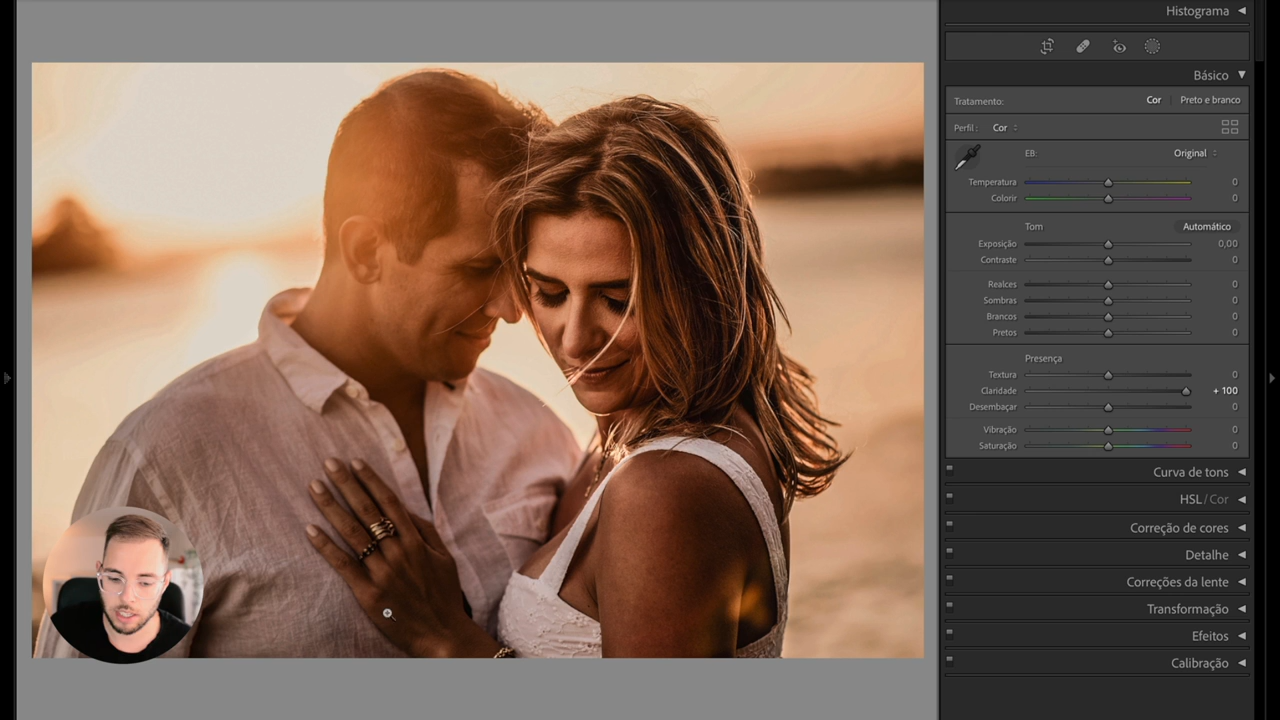 Histograma
Básico
Tratamento: Cor | Preto e branco
Perfil : Cor
EB: Original
Temperatura 0
Colorir 0
Tom Automático
Exposição 0,00
Contraste 0
Realces 0
Sombras 0
Brancos 0
Pretos 0
Presença
Textura 0
Claridade + 100
Desembaçar 0
Vibração 0
Saturação 0
Curva de tons
HSL / Cor
Correção de cores
Detalhe
Correções da lente
Transformação
Efeitos
Calibração